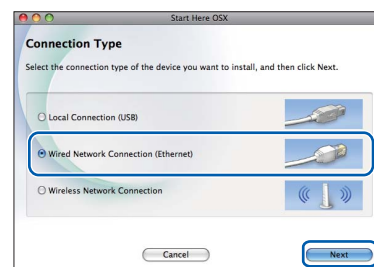 Start Here OSX
Connection Type
Select the connection type of the device you want to install, and then click Next.
Local Connection (USB)
Wired Network Connection (Ethernet)
Wireless Network Connection
Cancel
Next